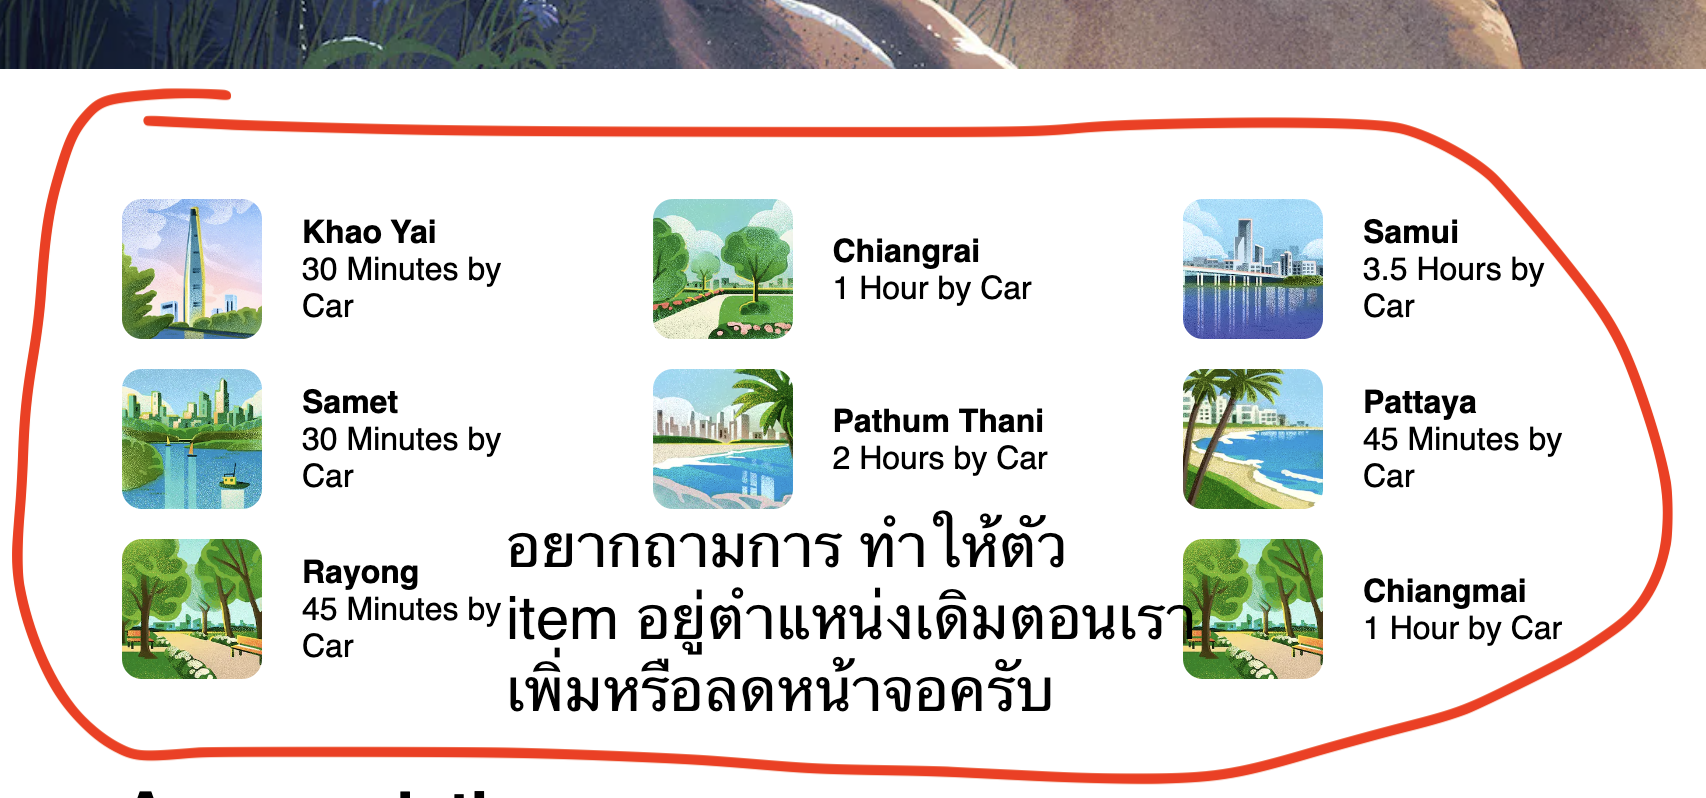 Khao Yai
30 Minutes by
Car
Chiangrai
1 Hour by Car
Samui
3.5 Hours by
Car
Samet
30 Minutes by
Car
Pathum Thani
2 Hours by Car
Pattaya
45 Minutes by
Car
Rayong
45 Minutes by
Car
อยากถามการ ทำให้ตัว
item อยู่ตำแหน่งเดิมตอนเรา
เพิ่มหรือลดหน้าจอครับ
Chiangmai
1 Hour by Car